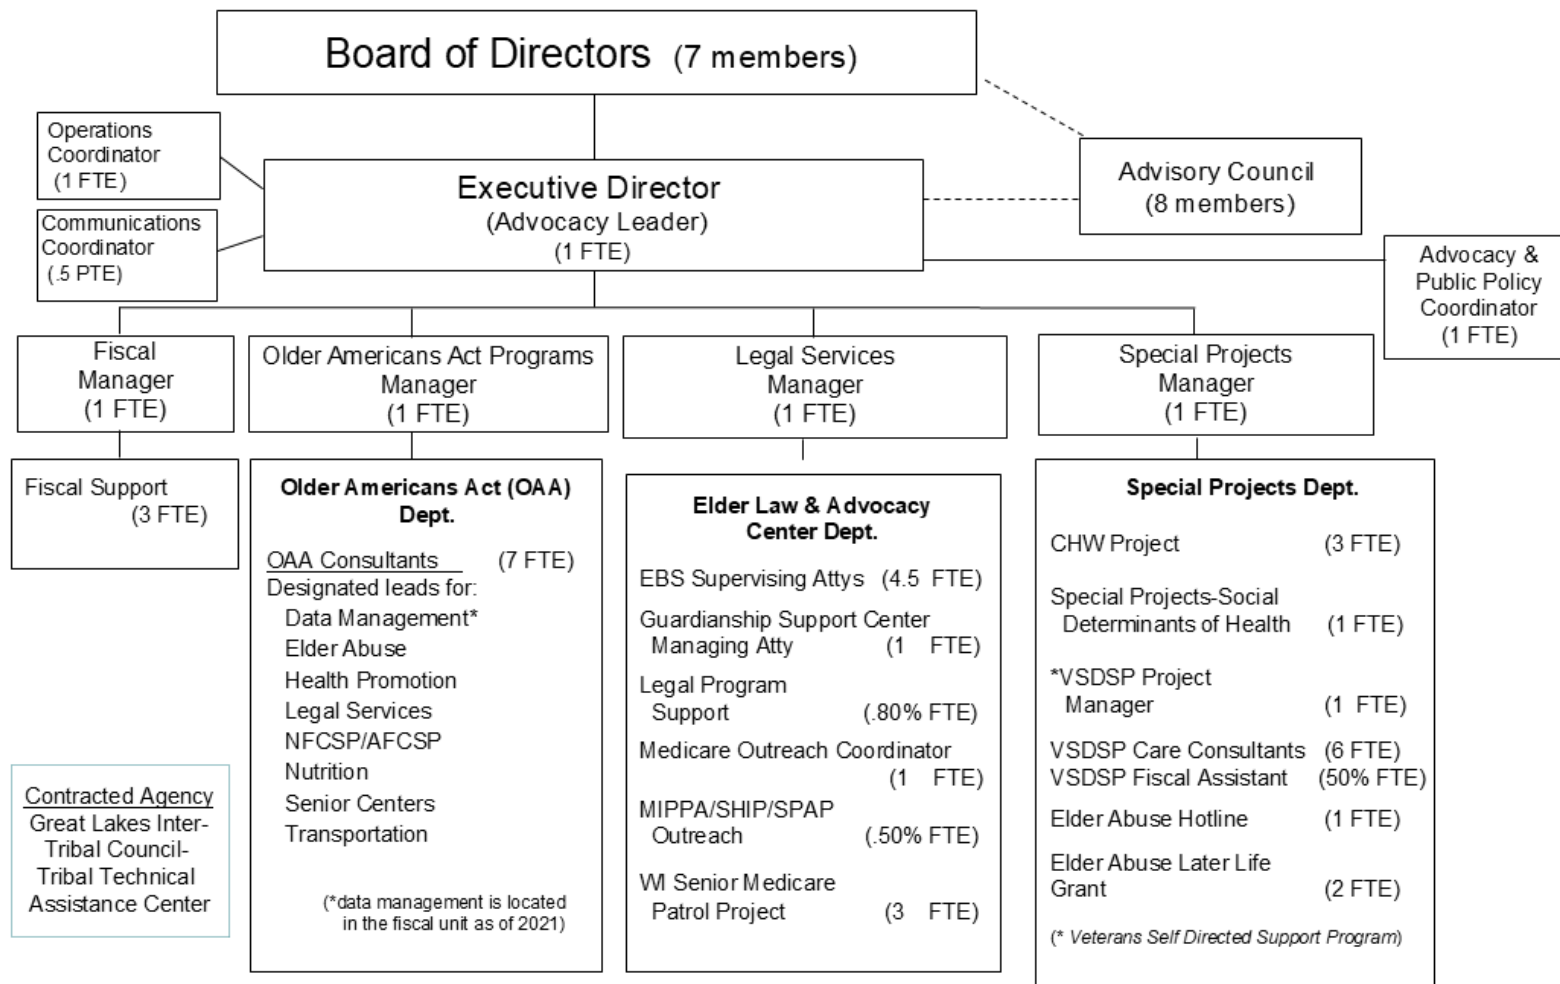 Board of Directors (7 members)
Operations
Coordinator
(1 FTE)
Communications
Coordinator
(.5 PTE)
Executive Director
(Advocacy Leader)
(1 FTE)
Advisory Council
(8 members)
Advocacy &
Public Policy
Coordinator
(1 FTE)
Fiscal
Manager
(1 FTE)
Older Americans Act Programs
Manager
(1 FTE)
Legal Services
Manager
(1 FTE)
Special Projects
Manager
(1 FTE)
Fiscal Support
(3 FTE)
Older Americans Act (OAA)
Dept.
OAA Consultants (7 FTE)
Designated leads for:
Data Management*
Elder Abuse
Health Promotion
Legal Services
NFCSP/AFCSP
Nutrition
Senior Centers
Transportation
(*data management is located
in the fiscal unit as of 2021)
Elder Law & Advocacy
Center Dept.
EBS Supervising Attys (4.5 FTE)
Guardianship Support Center
Managing Atty (1 FTE)
Legal Program
Support (.80% FTE)
Medicare Outreach Coordinator
(1 FTE)
MIPPA/SHIP/SPAP
Outreach (.50% FTE)
WI Senior Medicare
Patrol Project (3 FTE)
Special Projects Dept.
CHW Project (3 FTE)
Special Projects-Social
Determinants of Health (1 FTE)
*VSDSP Project
Manager (1 FTE)
VSDSP Care Consultants (6 FTE)
VSDSP Fiscal Assistant (50% FTE)
Elder Abuse Hotline (1 FTE)
Elder Abuse Later Life
Grant (2 FTE)
(* Veterans Self Directed Support Program)
Contracted Agency
Great Lakes Inter-
Tribal Council-
Tribal Technical
Assistance Center